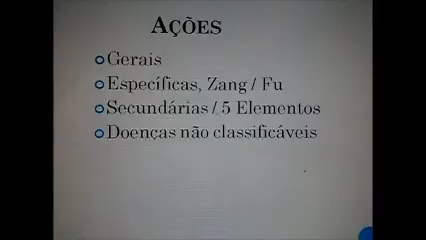 AÇÕES
Gerais
Específicas, Zang / Fu
Secundárias / 5 Elementos
Doenças não classificáveis